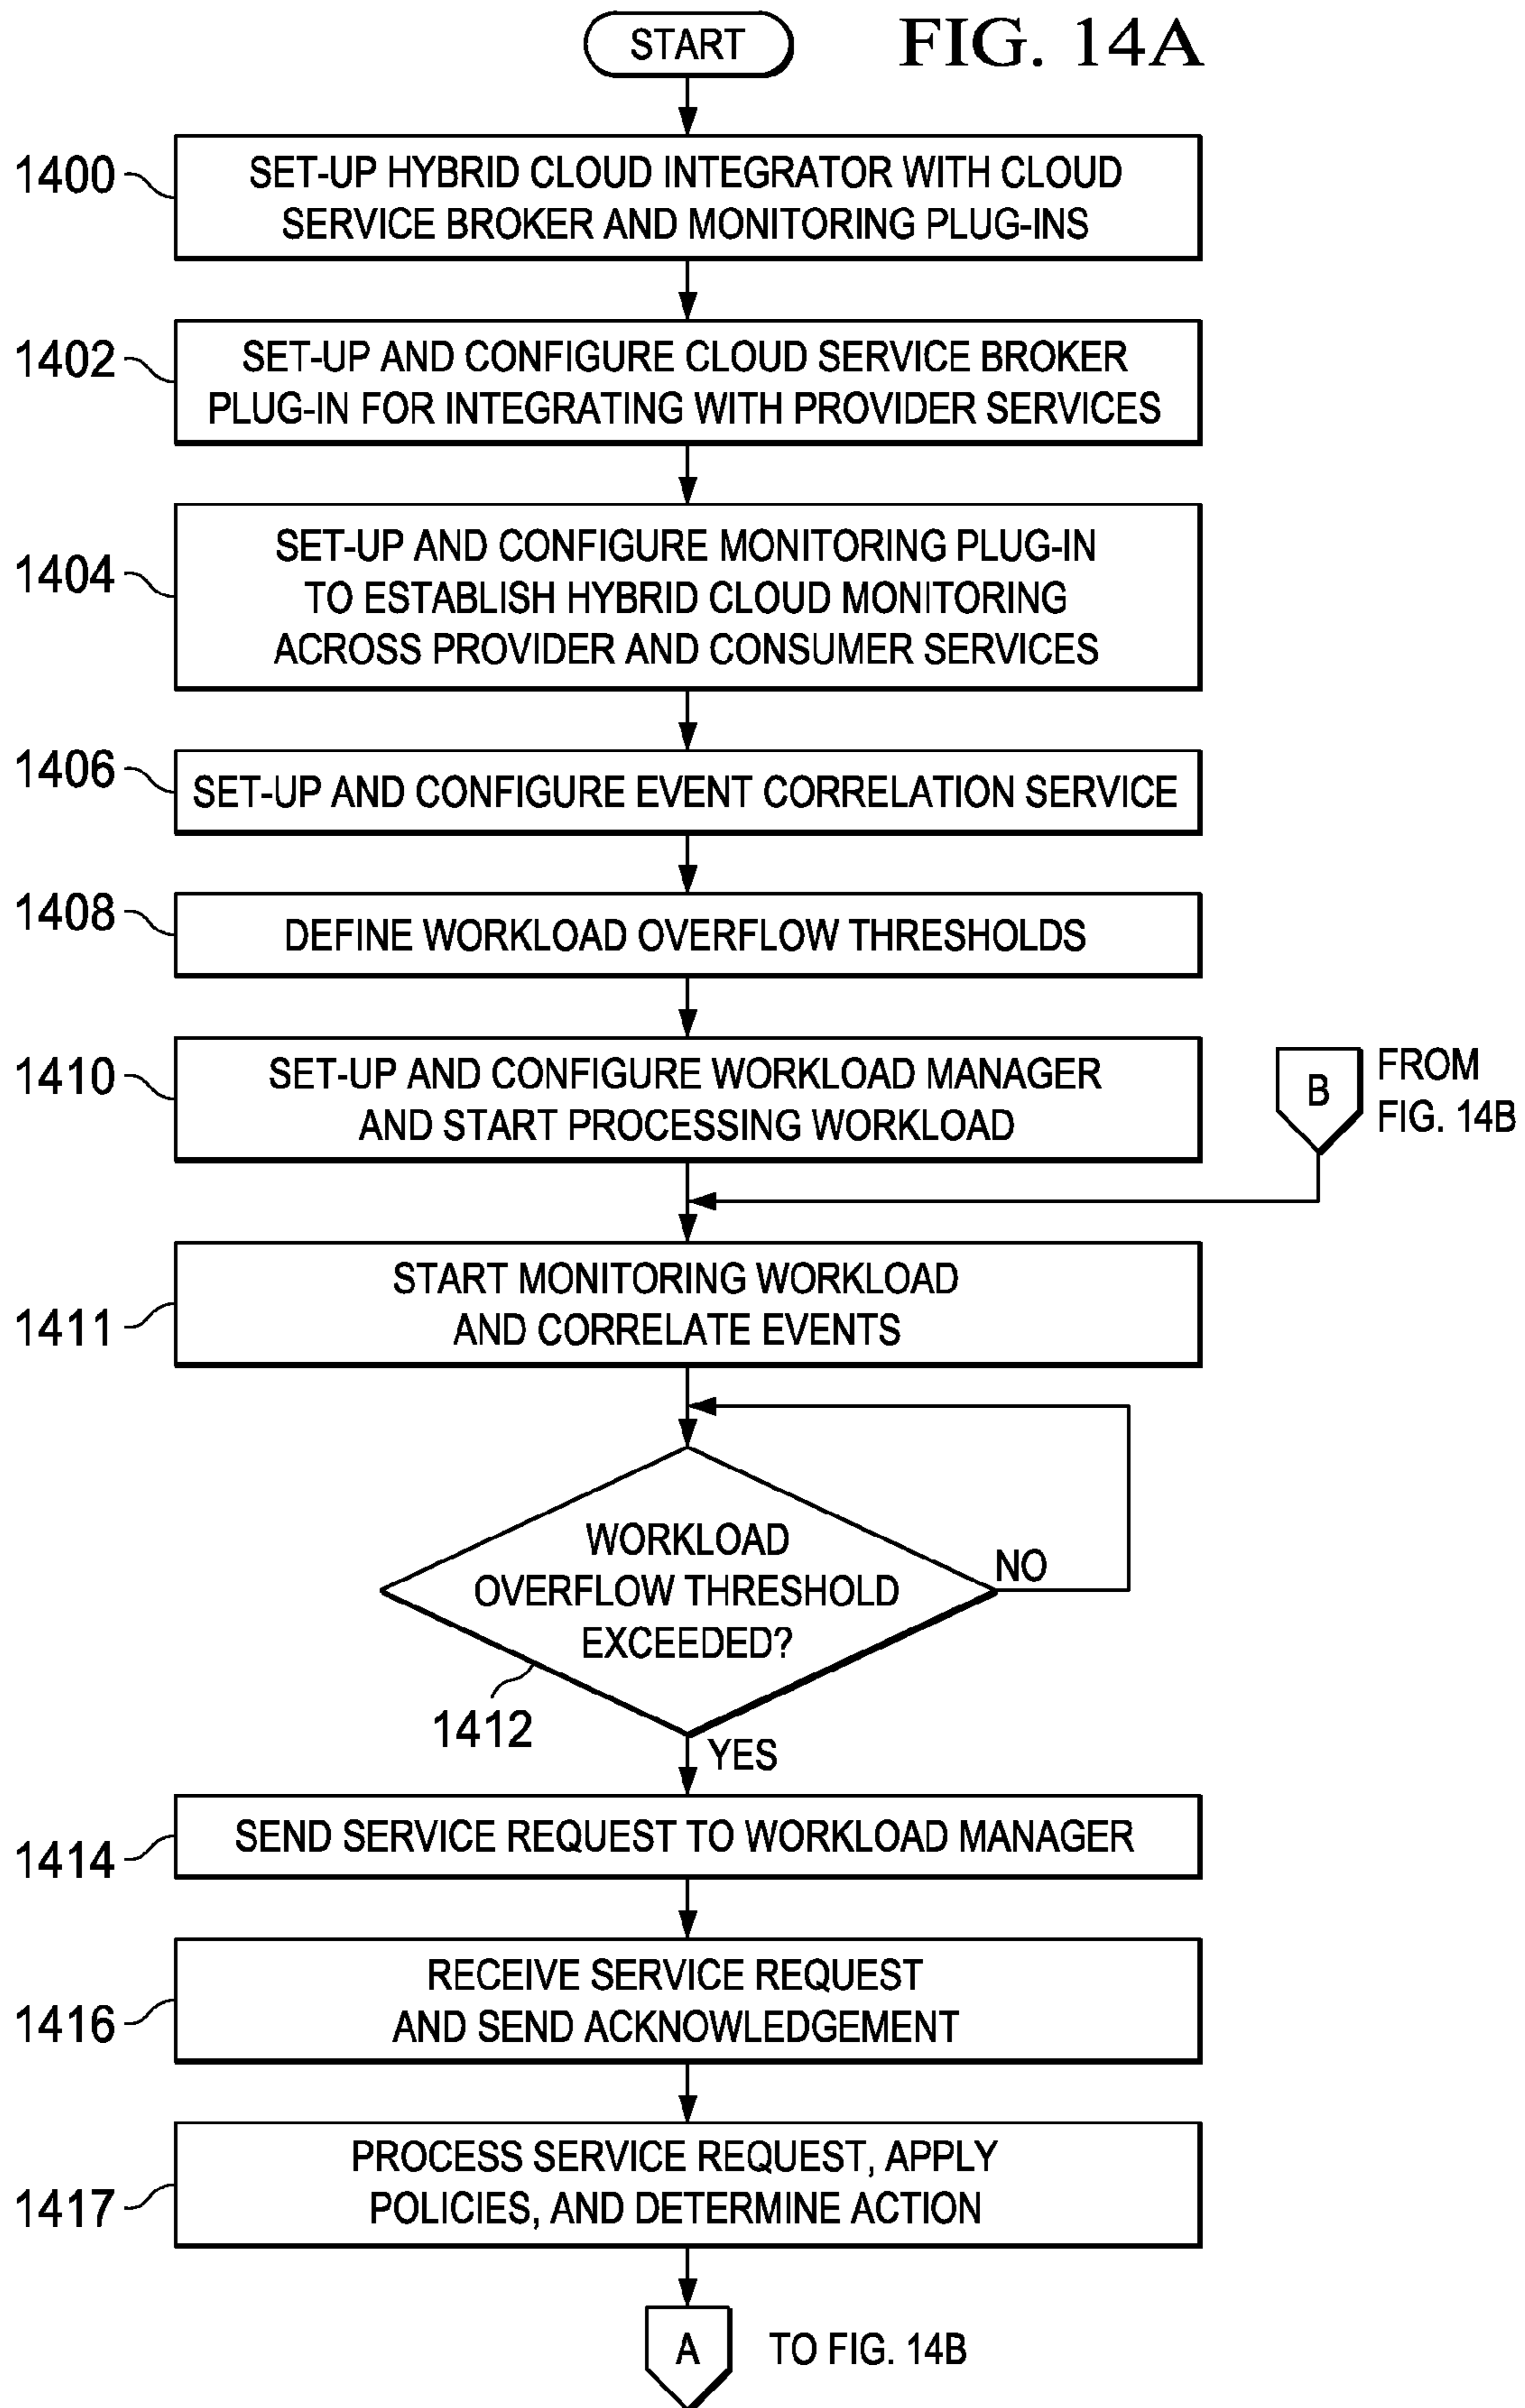 START
FIG. 14A
1400
SET-UP HYBRID CLOUD INTEGRATOR WITH CLOUD
SERVICE BROKER AND MONITORING PLUG-INS
1402
SET-UP AND CONFIGURE CLOUD SERVICE BROKER
PLUG-IN FOR INTEGRATING WITH PROVIDER SERVICES
1404
SET-UP AND CONFIGURE MONITORING PLUG-IN
TO ESTABLISH HYBRID CLOUD MONITORING
ACROSS PROVIDER AND CONSUMER SERVICES
1406
SET-UP AND CONFIGURE EVENT CORRELATION SERVICE
1408
DEFINE WORKLOAD OVERFLOW THRESHOLDS
1410
SET-UP AND CONFIGURE WORKLOAD MANAGER
AND START PROCESSING WORKLOAD
B
FROM
FIG. 14B
1411
START MONITORING WORKLOAD
AND CORRELATE EVENTS
WORKLOAD
OVERFLOW THRESHOLD
EXCEEDED?
NO
1412
YES
1414
SEND SERVICE REQUEST TO WORKLOAD MANAGER
1416
RECEIVE SERVICE REQUEST
AND SEND ACKNOWLEDGEMENT
1417
PROCESS SERVICE REQUEST, APPLY
POLICIES, AND DETERMINE ACTION
A
TO FIG. 14B